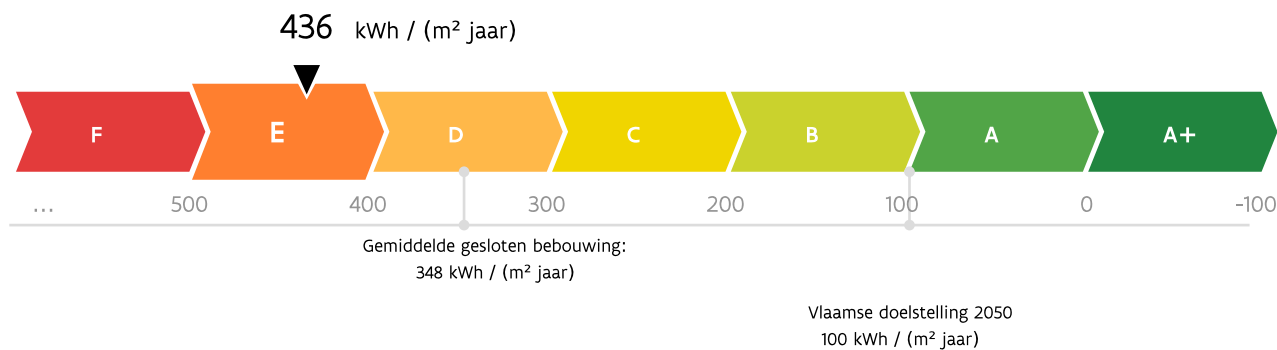 436 kWh / (m² jaar)
F E D C B A A+
... 500 400 300 200 100 0 -100
Gemiddelde gesloten bebouwing:
348 kWh / (m² jaar)
Vlaamse doelstelling 2050
100 kWh / (m² jaar)